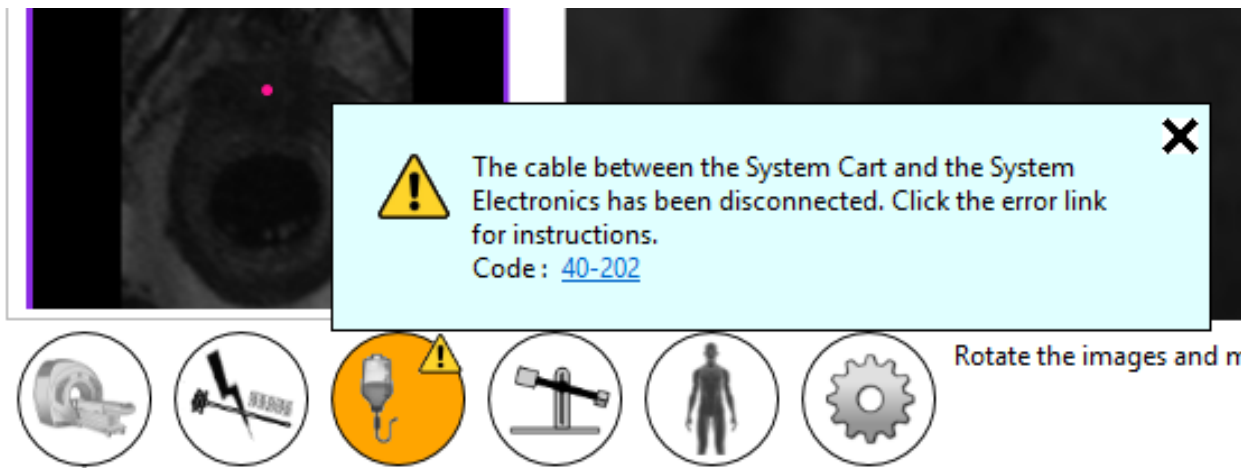 The cable between the System Cart and the System
Electronics has been disconnected. Click the error link
for instructions.
Code : 40-202
Rotate the images and